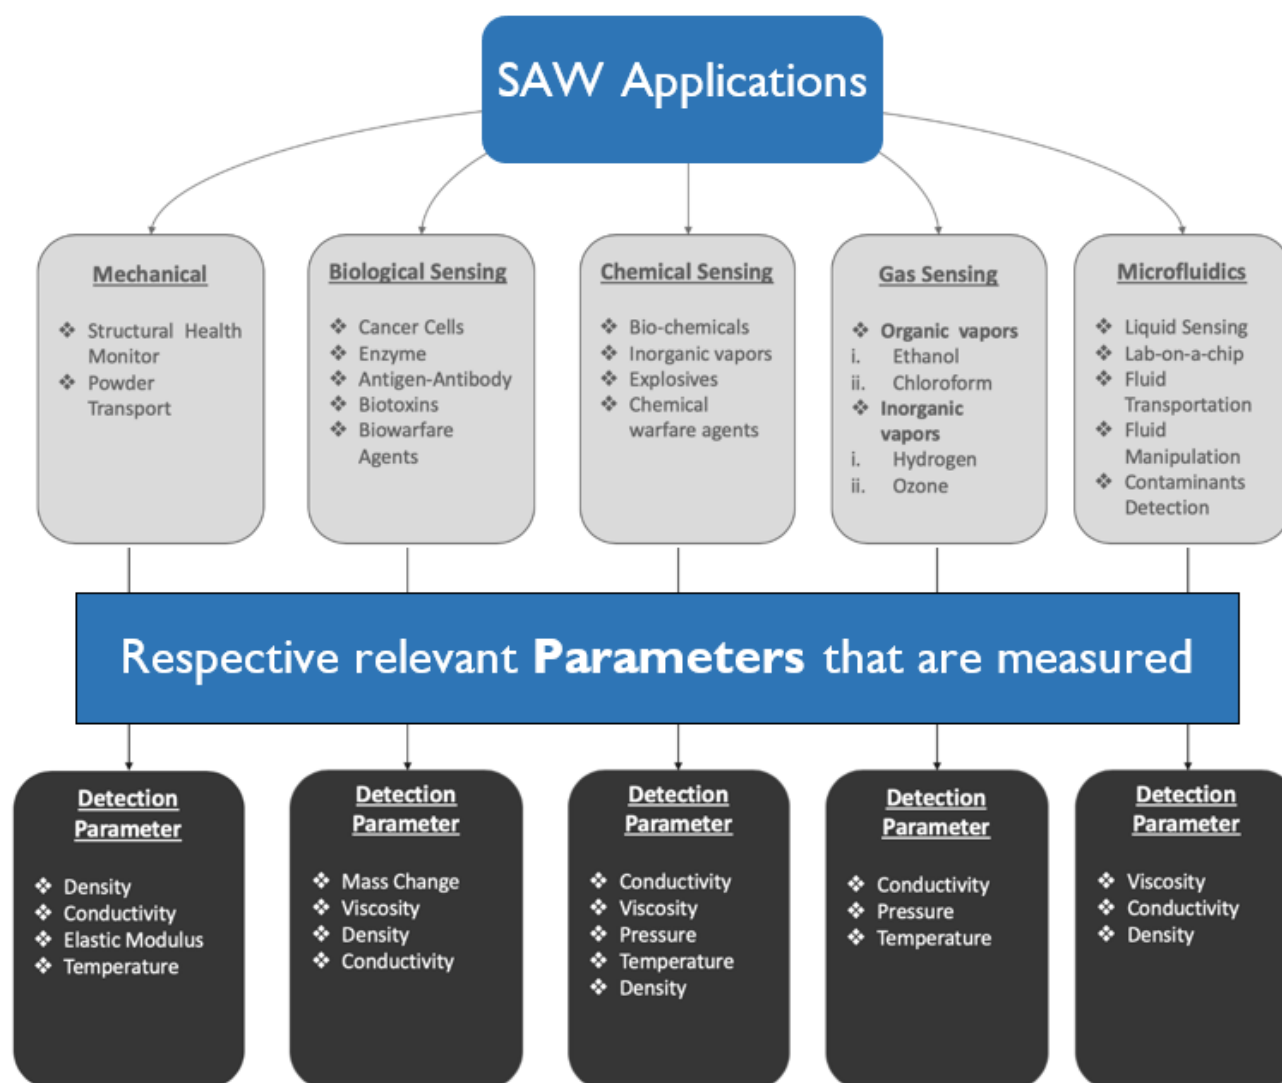 SAW Applications
Mechanical
❖ Structural Health
Monitor
❖ Powder
Transport
Biological Sensing
❖ Cancer Cells
❖ Enzyme
❖ Antigen-Antibody
❖ Biotoxins
❖ Biowarfare
Agents
Chemical Sensing
❖ Bio-chemicals
❖ Inorganic vapors
❖ Explosives
❖ Chemical
warfare agents
Gas Sensing
❖ Organic vapors
i. Ethanol
ii. Chloroform
❖ Inorganic
vapors
i. Hydrogen
ii. Ozone
Microfluidics
❖ Liquid Sensing
❖ Lab-on-a-chip
❖ Fluid
Transportation
❖ Fluid
Manipulation
❖ Contaminants
Detection
Respective relevant Parameters that are measured
Detection
Parameter
❖ Density
❖ Conductivity
❖ Elastic Modulus
❖ Temperature
Detection
Parameter
❖ Mass Change
❖ Viscosity
❖ Density
❖ Conductivity
Detection
Parameter
❖ Conductivity
❖ Viscosity
❖ Pressure
❖ Temperature
❖ Density
Detection
Parameter
❖ Conductivity
❖ Pressure
❖ Temperature
Detection
Parameter
❖ Viscosity
❖ Conductivity
❖ Density